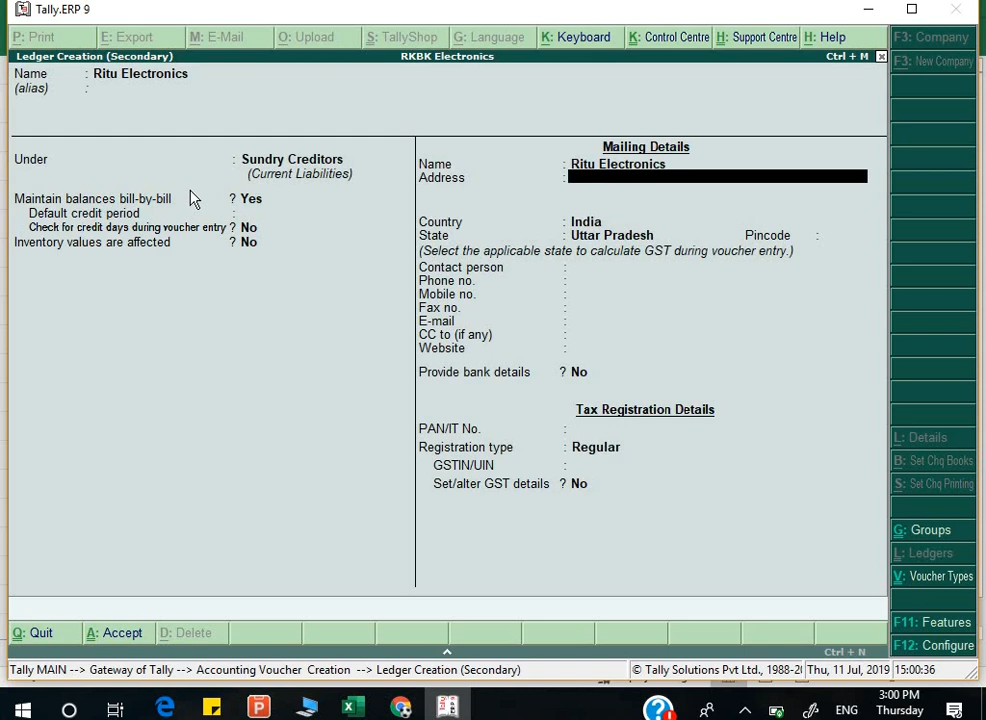 Tally.ERP 9
P: Print E: Export M: E-Mail O: Upload S: TallyShop G: Language K: Keyboard K: Control Centre H: Support Centre H: Help F3: Company
Ledger Creation (Secondary) RKBK Electronics Ctrl + M F3: New Company
Name : Ritu Electronics
(alias) :
Mailing Details
Under : Sundry Creditors
(Current Liabilities)
Name : Ritu Electronics
Address :
Maintain balances bill-by-bill ? Yes
Default credit period :
Check for credit days during voucher entry ? No
Inventory values are affected ? No
Country : India
State : Uttar Pradesh Pincode :
(Select the applicable state to calculate GST during voucher entry.)
Contact person :
Phone no. :
Mobile no. :
Fax no. :
E-mail :
CC to (if any) :
Website :
Provide bank details ? No
Tax Registration Details
PAN/IT No. :
Registration type : Regular
GSTIN/UIN :
Set/alter GST details ? No
L: Details
B: Set Chq Books
S: Set Chq Printing
G: Groups
L: Ledgers
V: Voucher Types
F11: Features
F12: Configure
Q: Quit A: Accept D: Delete
Ctrl + N
Tally MAIN --> Gateway of Tally --> Accounting Voucher Creation --> Ledger Creation (Secondary) © Tally Solutions Pvt Ltd., 1988-2 Thu, 11 Jul, 2019 15:00:36
ENG 3:00 PM
Thursday